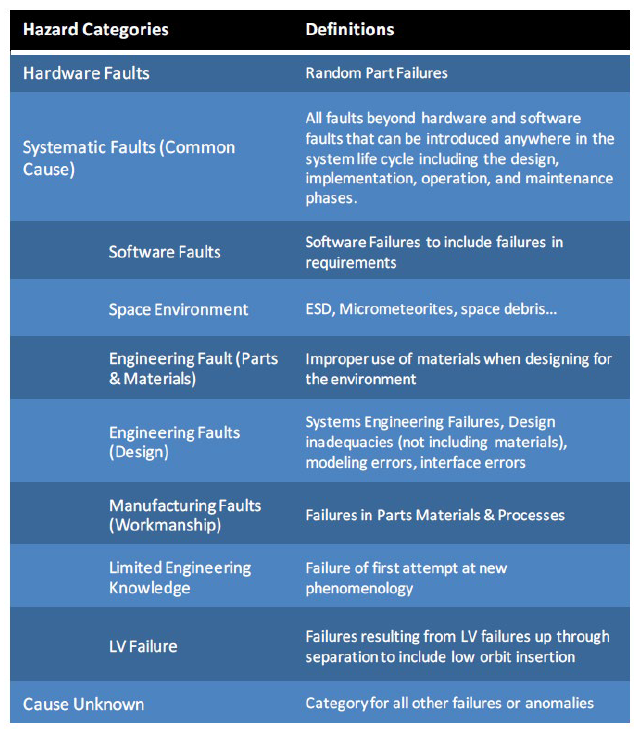 Hazard Categories Definitions
Hardware Faults Random Part Failures
Systematic Faults (Common
Cause)
All faults beyond hardware and software
faults that can be introduced anywhere in the
system life cycle including the design,
implementation, operation, and maintenance
phases.
Software Faults
Software Failures to include failures in
requirements
Space Environment ESD, Micrometeorites, space debris...
Engineering Fault (Parts
& Materials)
Improper use of materials when designing for
the environment
Engineering Faults
(Design)
Systems Engineering Failures, Design
inadequacies (not including materials),
modeling errors, interface errors
Manufacturing Faults
(Workmanship)
Failures in Parts Materials & Processes
Limited Engineering
Knowledge
Failure of first attempt at new
phenomenology
LV Failure
Failures resulting from LV failures up through
separation to include low orbit insertion
Cause Unknown Category for all other failures or anomalies